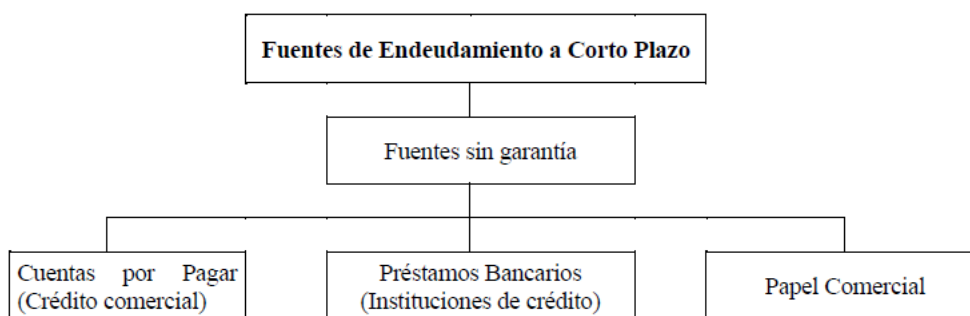 Fuentes de Endeudamiento a Corto Plazo
Fuentes sin garantía
Cuentas por Pagar
(Crédito comercial)
Préstamos Bancarios
(Instituciones de crédito)
Papel Comercial